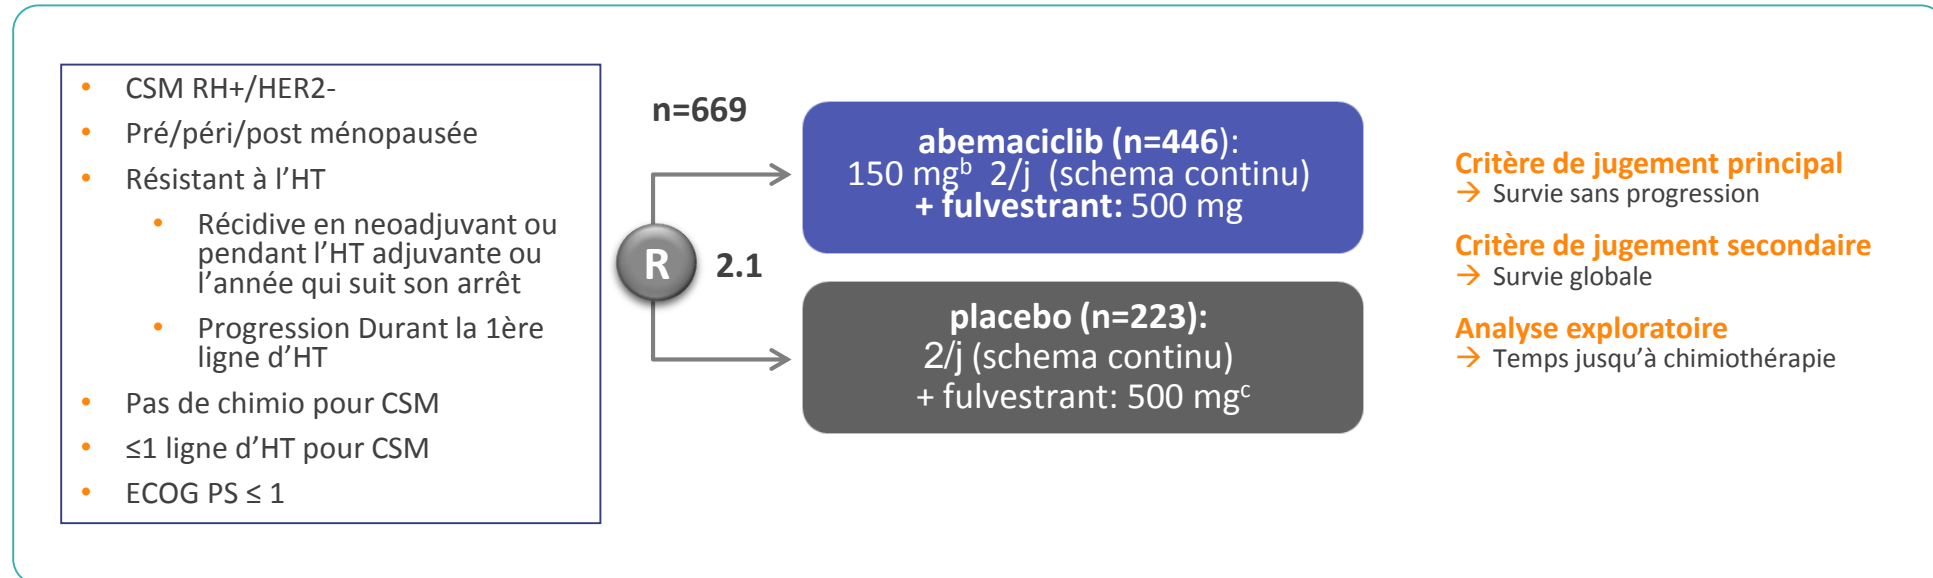 CSM RH+/HER2-
Pré/péri/post ménopausée
Résistant à l’HT
Récidive en neoadjuvant ou
pendant l’HT adjuvante ou
l’année qui suit son arrêt
Progression Durant la 1ère
ligne d’HT
Pas de chimio pour CSM
≤1 ligne d’HT pour CSM
ECOG PS ≤ 1
n=669
R
2.1
abemaciclib (n=446):
150 mgᵇ 2/j (schema continu)
+ fulvestrant: 500 mg
placebo (n=223):
2/j (schema continu)
+ fulvestrant: 500 mgᶜ
Critère de jugement principal
→ Survie sans progression
Critère de jugement secondaire
→ Survie globale
Analyse exploratoire
→ Temps jusqu’à chimiothérapie